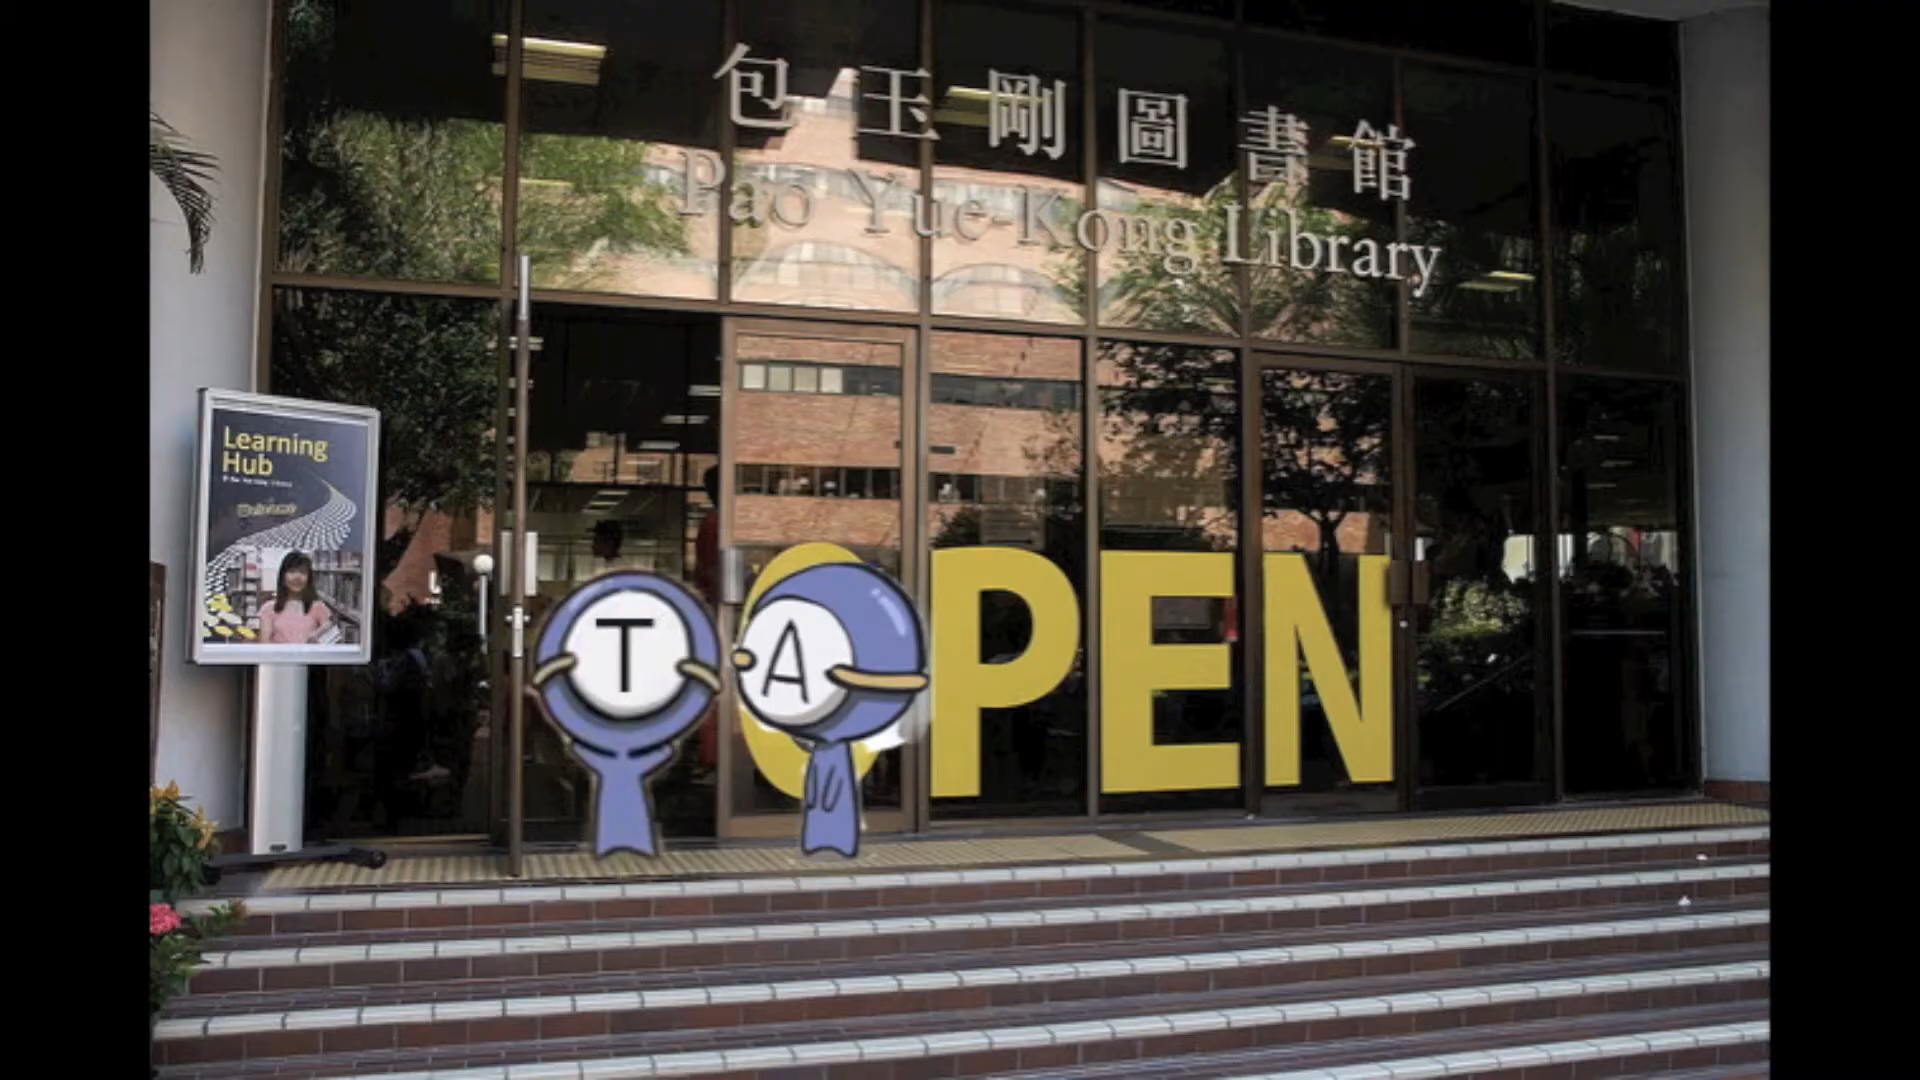 包玉剛圖書館
Pao Yue-Kong Library
Learning
Hub
T
A
OPEN